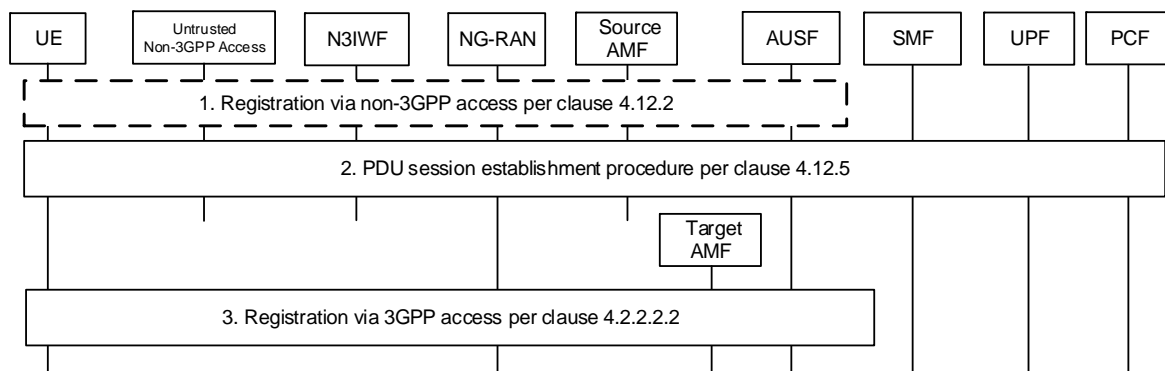 UE
Untrusted
Non-3GPP Access
N3IWF
NG-RAN
Source
AMF
AUSF
SMF
UPF
PCF
1. Registration via non-3GPP access per clause 4.12.2
2. PDU session establishment procedure per clause 4.12.5
Target
AMF
3. Registration via 3GPP access per clause 4.2.2.2.2